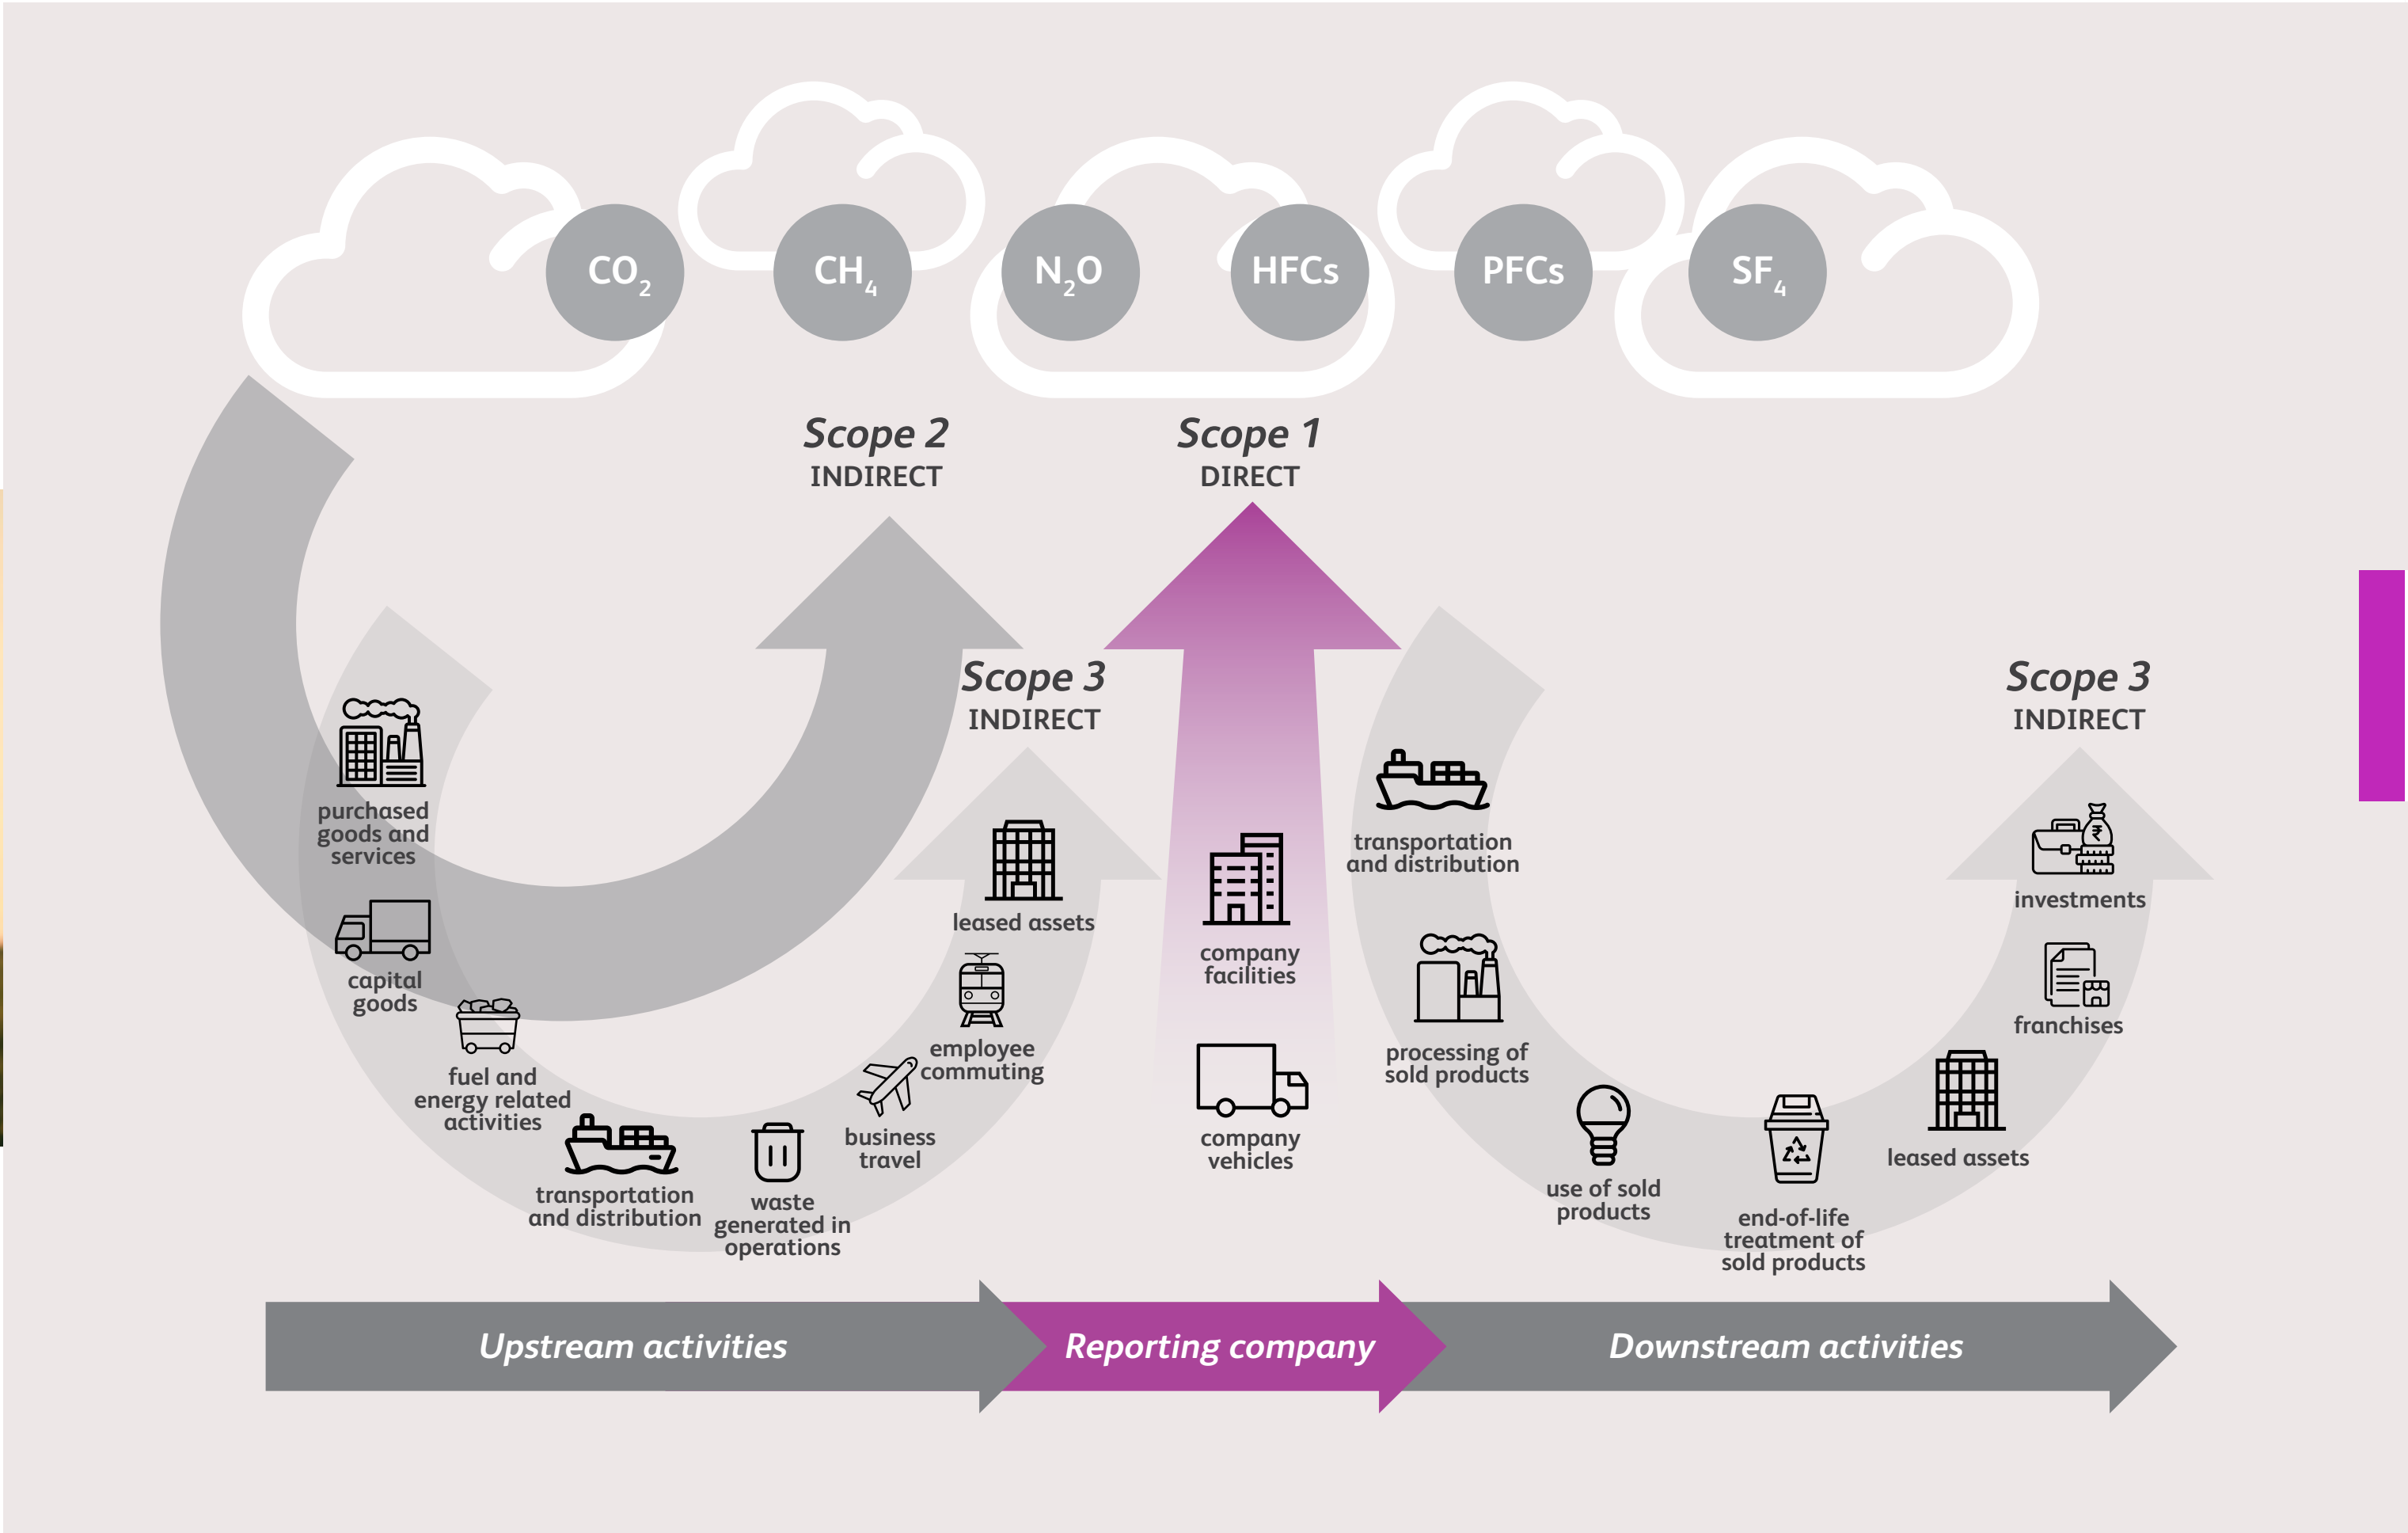 CO₂
CH₄
N₂O
HFCs
PFCs
SF₄
Scope 2
INDIRECT
Scope 1
DIRECT
Scope 3
INDIRECT
Scope 3
INDIRECT
purchased
goods and
services
capital
goods
fuel and
energy related
activities
transportation
and distribution
waste
generated in
operations
business
travel
employee
commuting
leased assets
company
facilities
company
vehicles
transportation
and distribution
processing of
sold products
use of sold
products
end-of-life
treatment of
sold products
leased assets
franchises
₹
investments
Upstream activities
Reporting company
Downstream activities